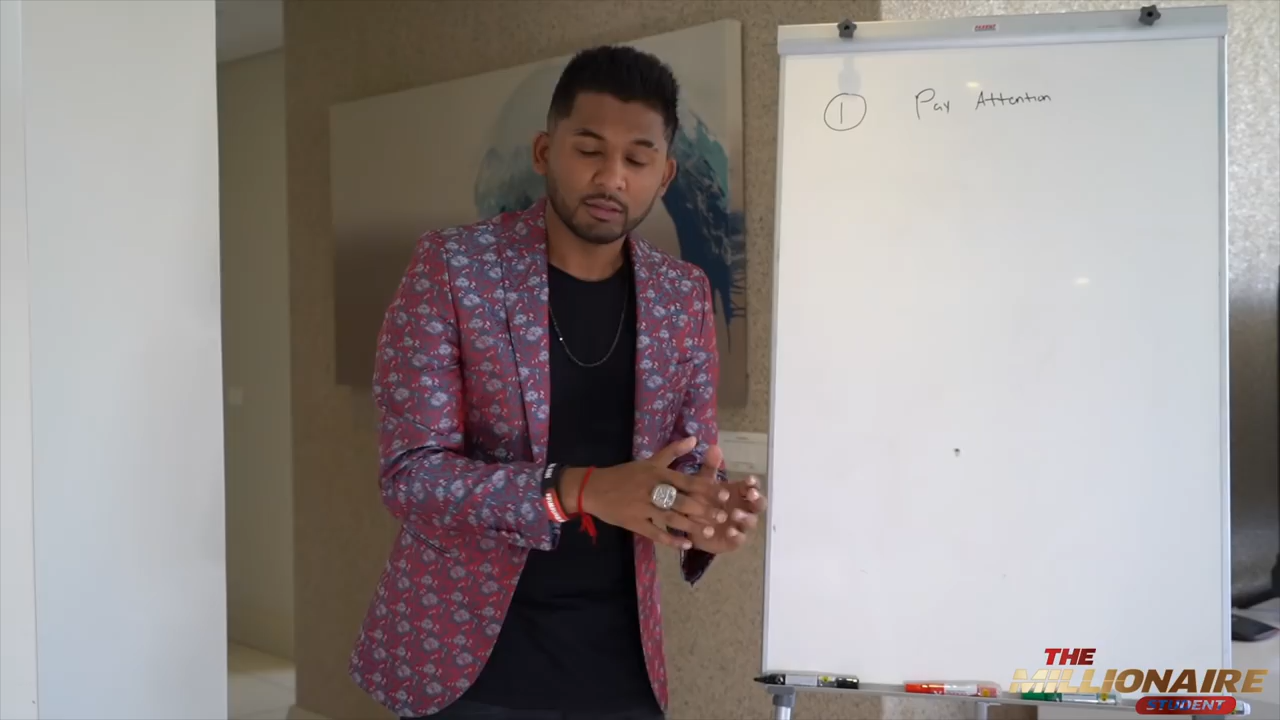 ① Pay Attention
THE
MILLIONAIRE
STUDENT